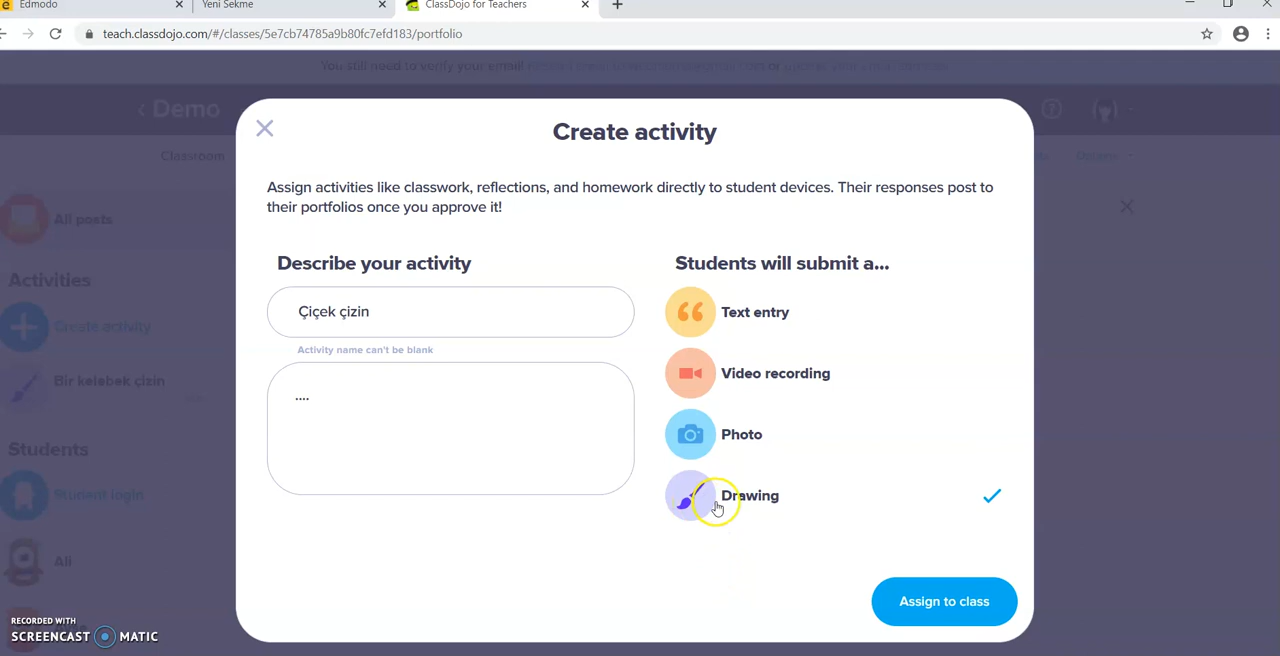 Edmodo
Yeni Sekme
ClassDojo for Teachers
teach.classdojo.com/#/classes/5e7cb74785a9b80fc7efd183/portfolio
You still need to verify your email!
Demo
Classroom
Options
Create activity
Assign activities like classwork, reflections, and homework directly to student devices. Their responses post to
their portfolios once you approve it!
All posts
Activities
Create activity
Bir kelebek çizin
Students
Student login
Ali
Describe your activity
Çiçek çizin
Activity name can't be blank
....
Students will submit a...
Text entry
Video recording
Photo
Drawing
Assign to class
RECORDED WITH
SCREENCAST MATIC